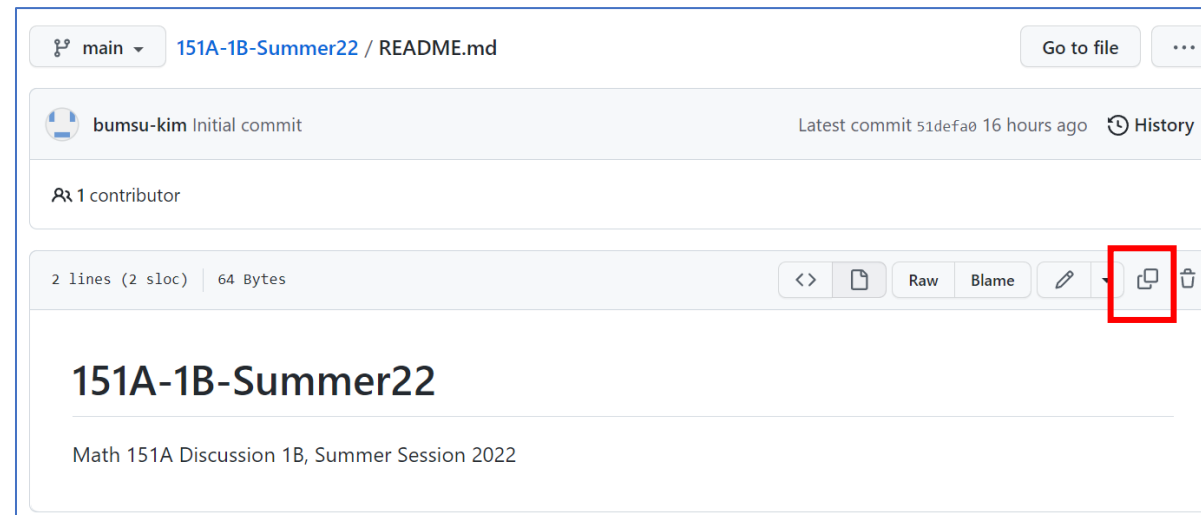 main 151A-1B-Summer22 / README.md Go to file ...
bumsu-kim Initial commit Latest commit 51defa0 16 hours ago History
1 contributor
2 lines (2 sloc) 64 Bytes <> Raw Blame
151A-1B-Summer22
Math 151A Discussion 1B, Summer Session 2022